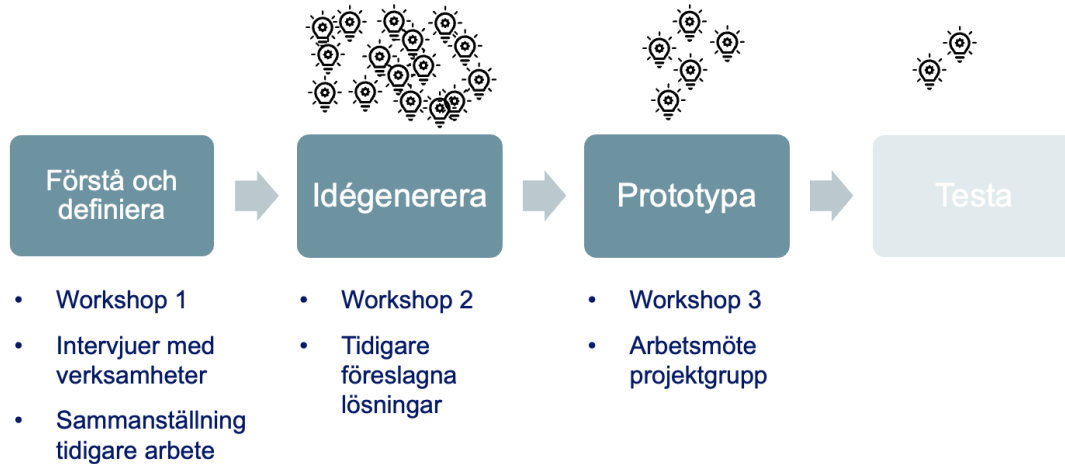 Förstå och
definiera
Idégenerera
Prototypa
Testa
• Workshop 1
• Intervjuer med
verksamheter
• Sammanställning
tidigare arbete
• Workshop 2
• Tidigare
föreslagna
lösningar
• Workshop 3
• Arbetsmöte
projektgrupp